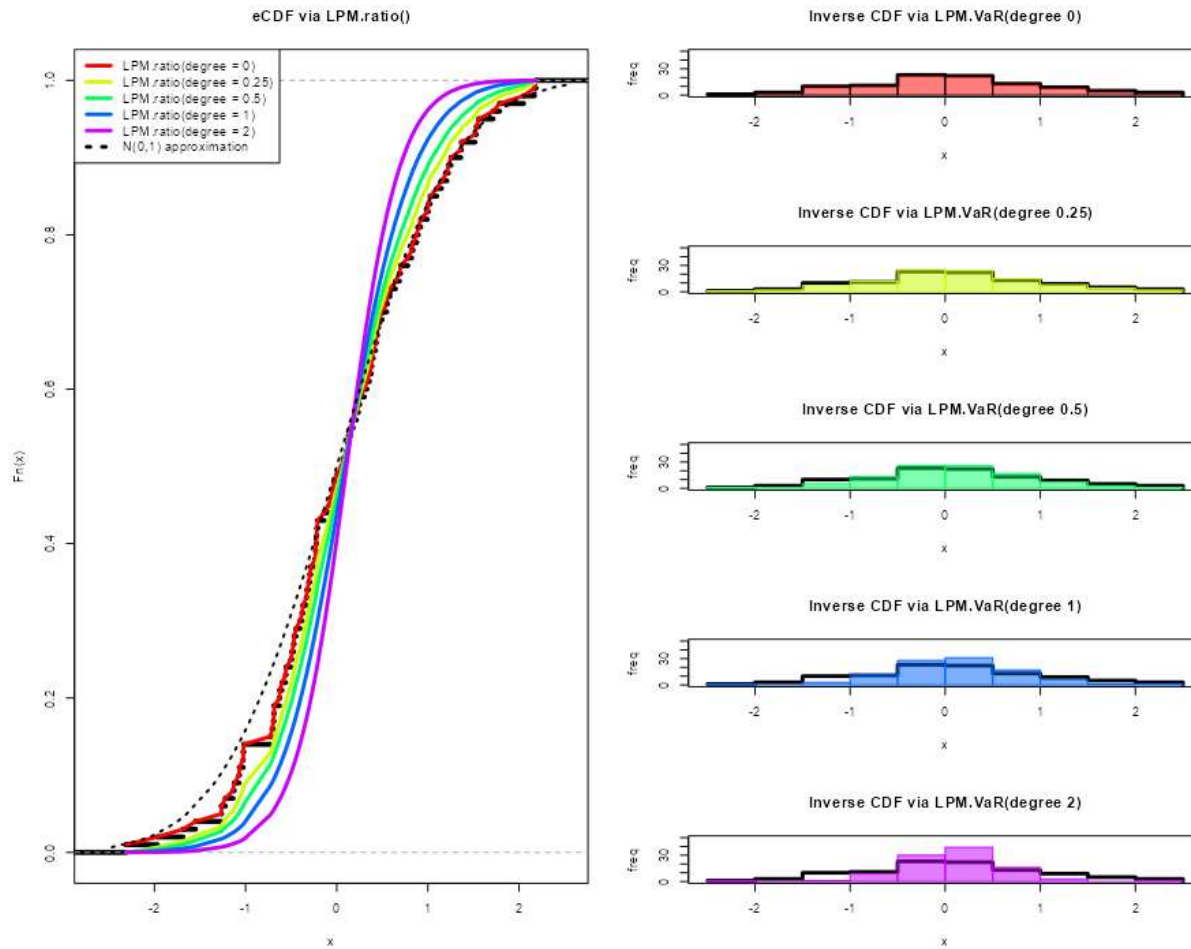 eCDF via LPM.ratio()
LPM.ratio(degree = 0)
LPM.ratio(degree = 0.25)
LPM.ratio(degree = 0.5)
LPM.ratio(degree = 1)
LPM.ratio(degree = 2)
N(0,1) approximation
Fn(x)
1.0
0.8
0.6
0.4
0.2
0.0
-2 -1 0 1 2
x
Inverse CDF via LPM.VaR(degree 0)
freq
30
0
-2 -1 0 1 2
x
Inverse CDF via LPM.VaR(degree 0.25)
freq
30
0
-2 -1 0 1 2
x
Inverse CDF via LPM.VaR(degree 0.5)
freq
30
0
-2 -1 0 1 2
x
Inverse CDF via LPM.VaR(degree 1)
freq
30
0
-2 -1 0 1 2
x
Inverse CDF via LPM.VaR(degree 2)
freq
30
0
-2 -1 0 1 2
x